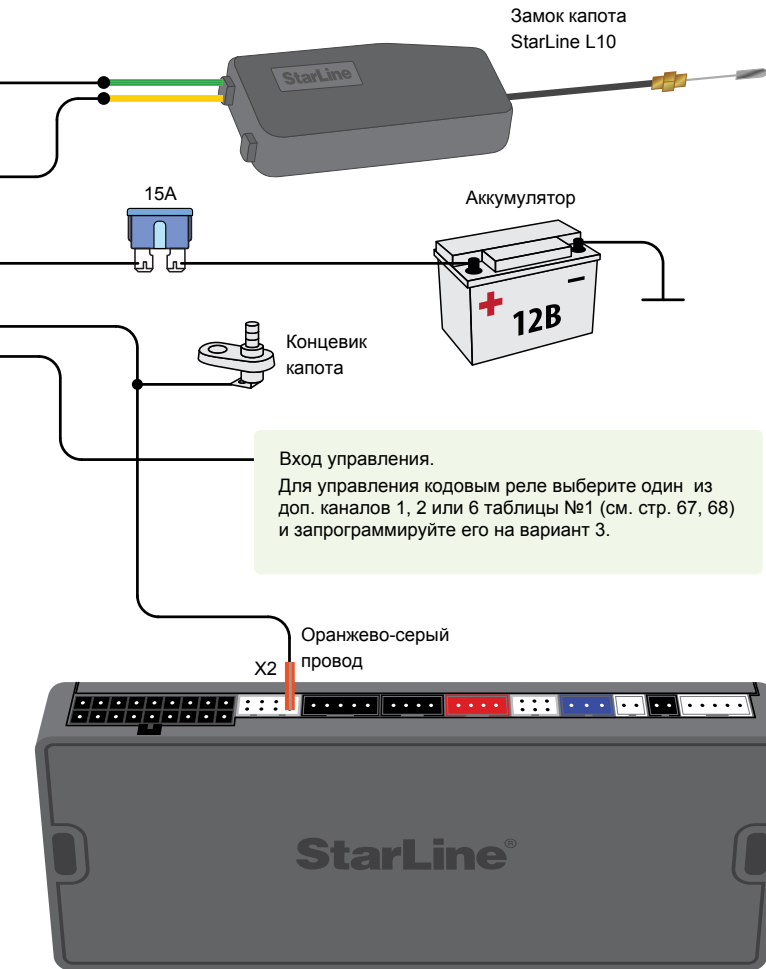 Замок капота
StarLine L10
StarLine
15А
Аккумулятор
12В
Концевик
капота
Вход управления.
Для управления кодовым реле выберите один из
доп. каналов 1, 2 или 6 таблицы №1 (см. стр. 67, 68)
и запрограммируйте его на вариант 3.
Оранжево-серый
провод
X2
StarLine®